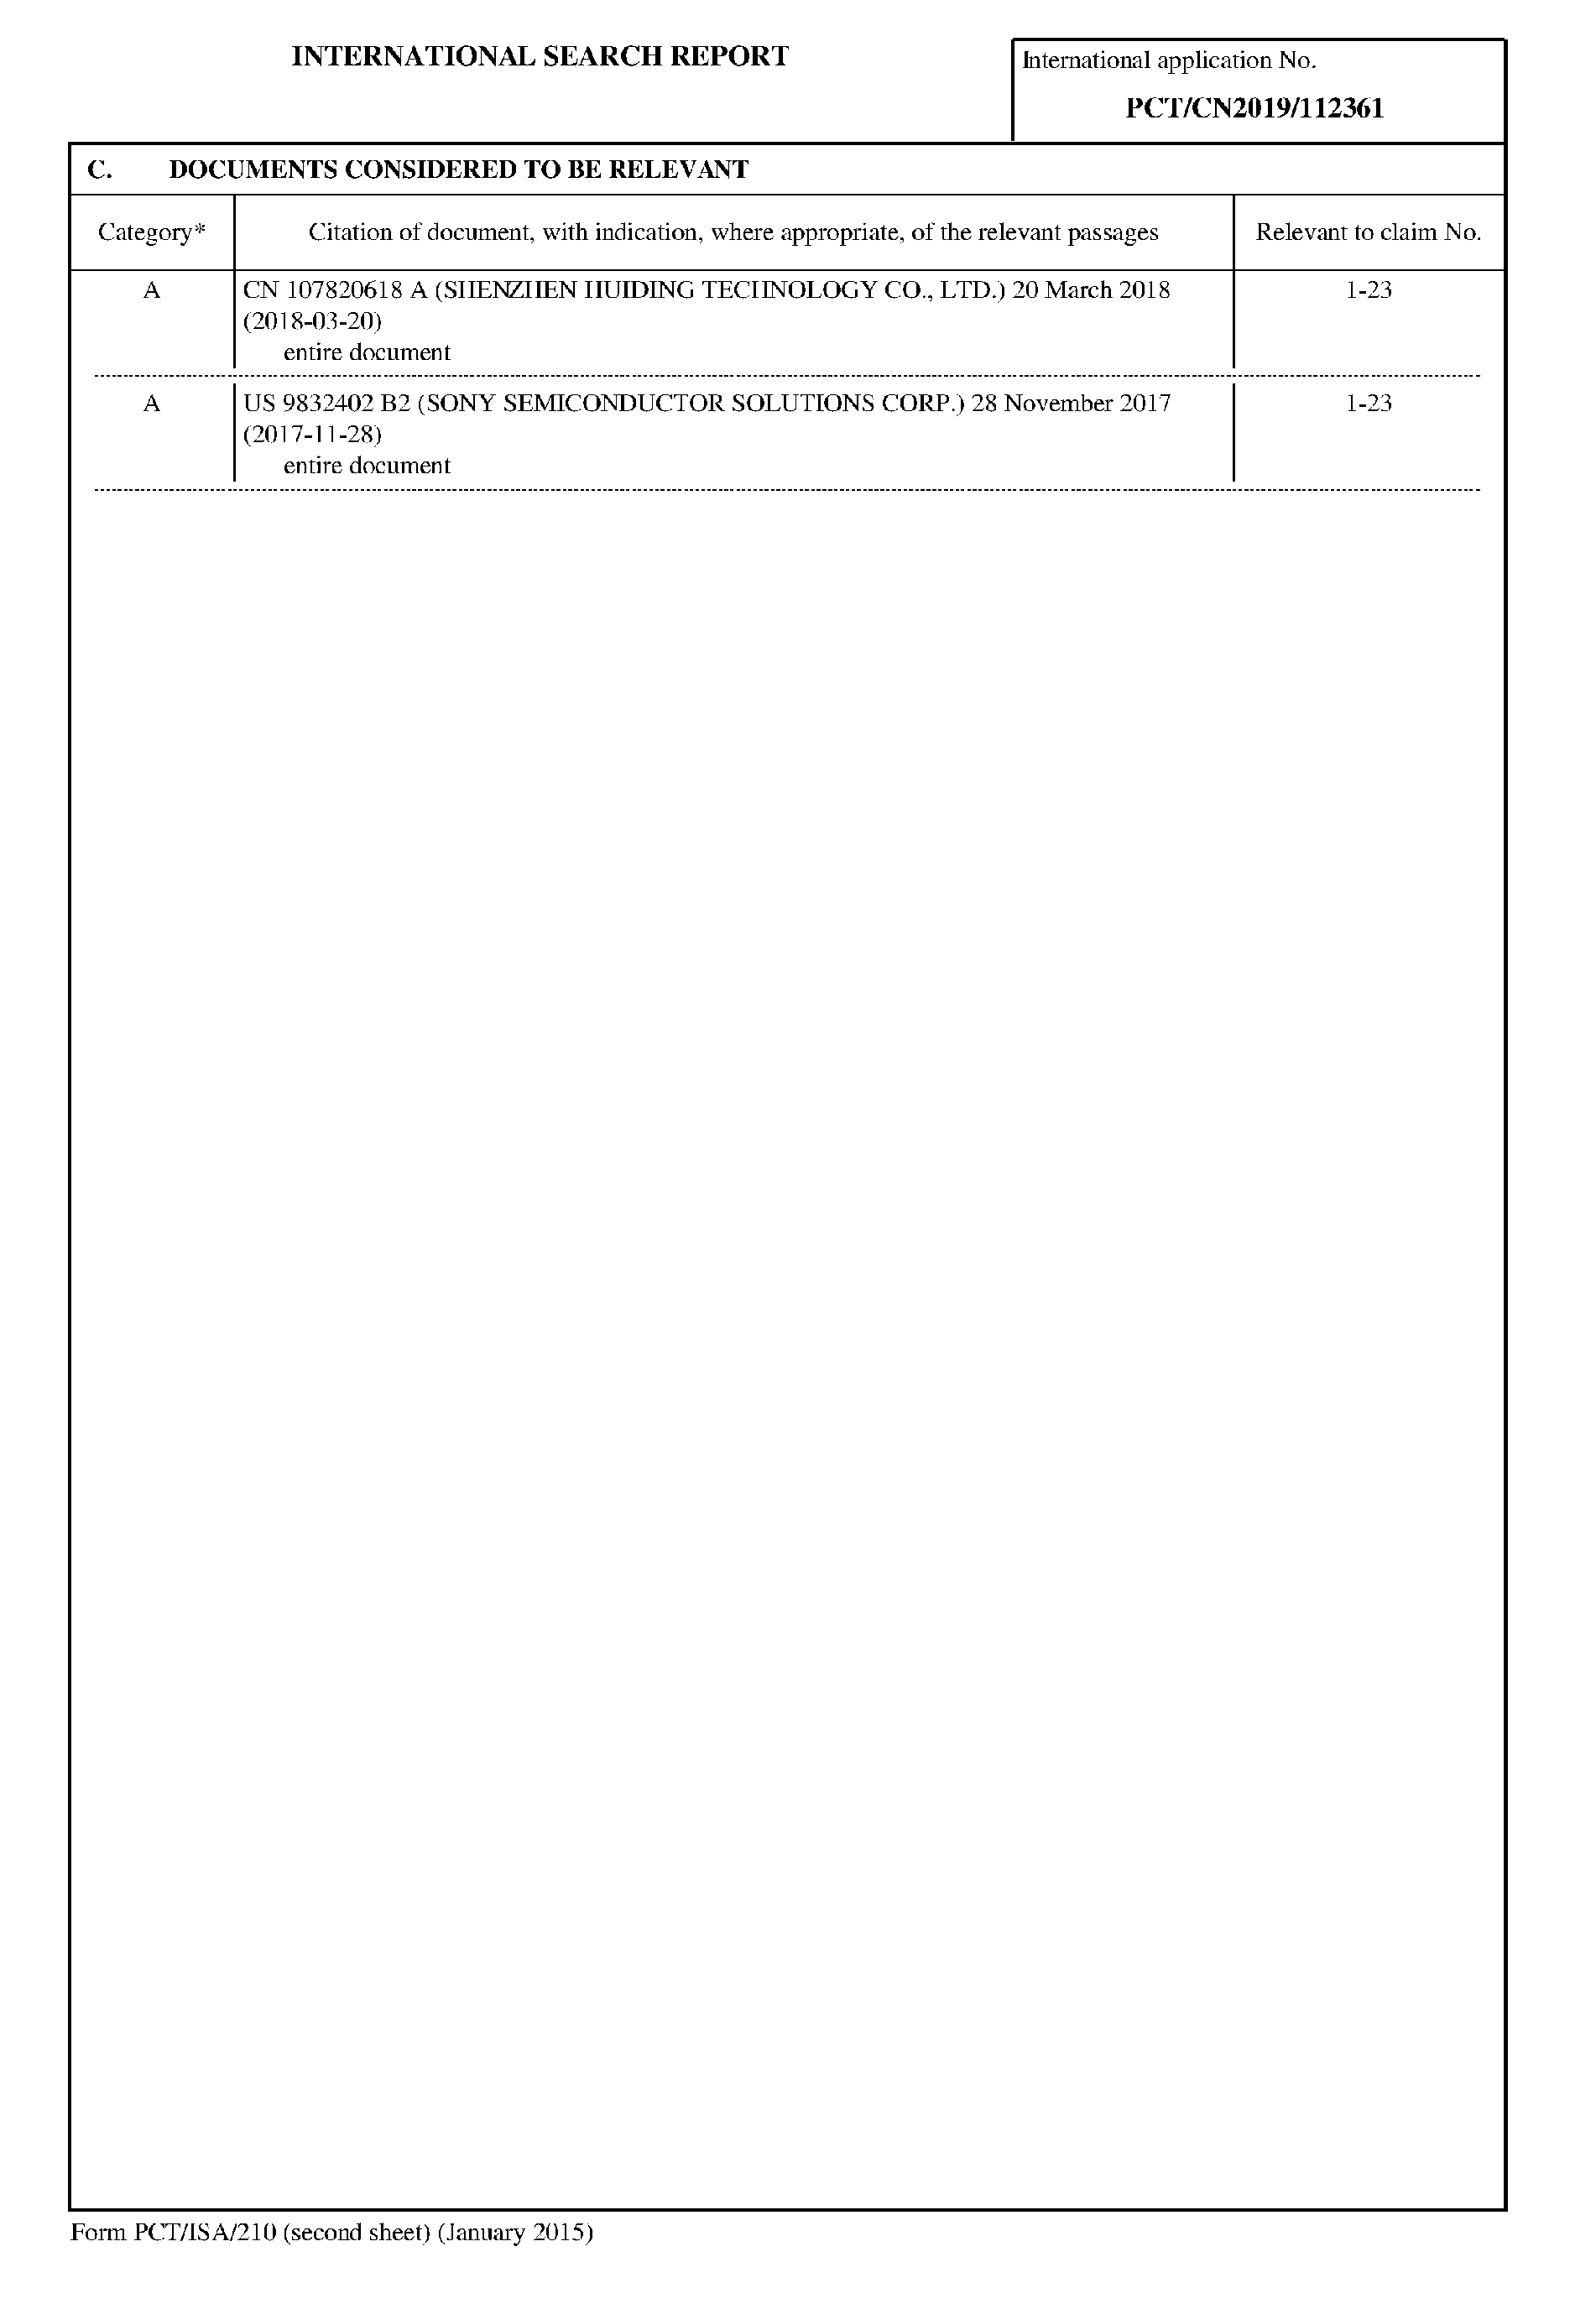 INTERNATIONAL SEARCH REPORT
International application No.
PCT/CN2019/112361
C. DOCUMENTS CONSIDERED TO BE RELEVANT
Category* Citation of document, with indication, where appropriate, of the relevant passages Relevant to claim No.
A CN 107820618 A (SHENZHEN HUIDING TECHNOLOGY CO., LTD.) 20 March 2018 1-23
(2018-03-20)
entire document
A US 9832402 B2 (SONY SEMICONDUCTOR SOLUTIONS CORP.) 28 November 2017 1-23
(2017-11-28)
entire document
Form PCT/ISA/210 (second sheet) (January 2015)